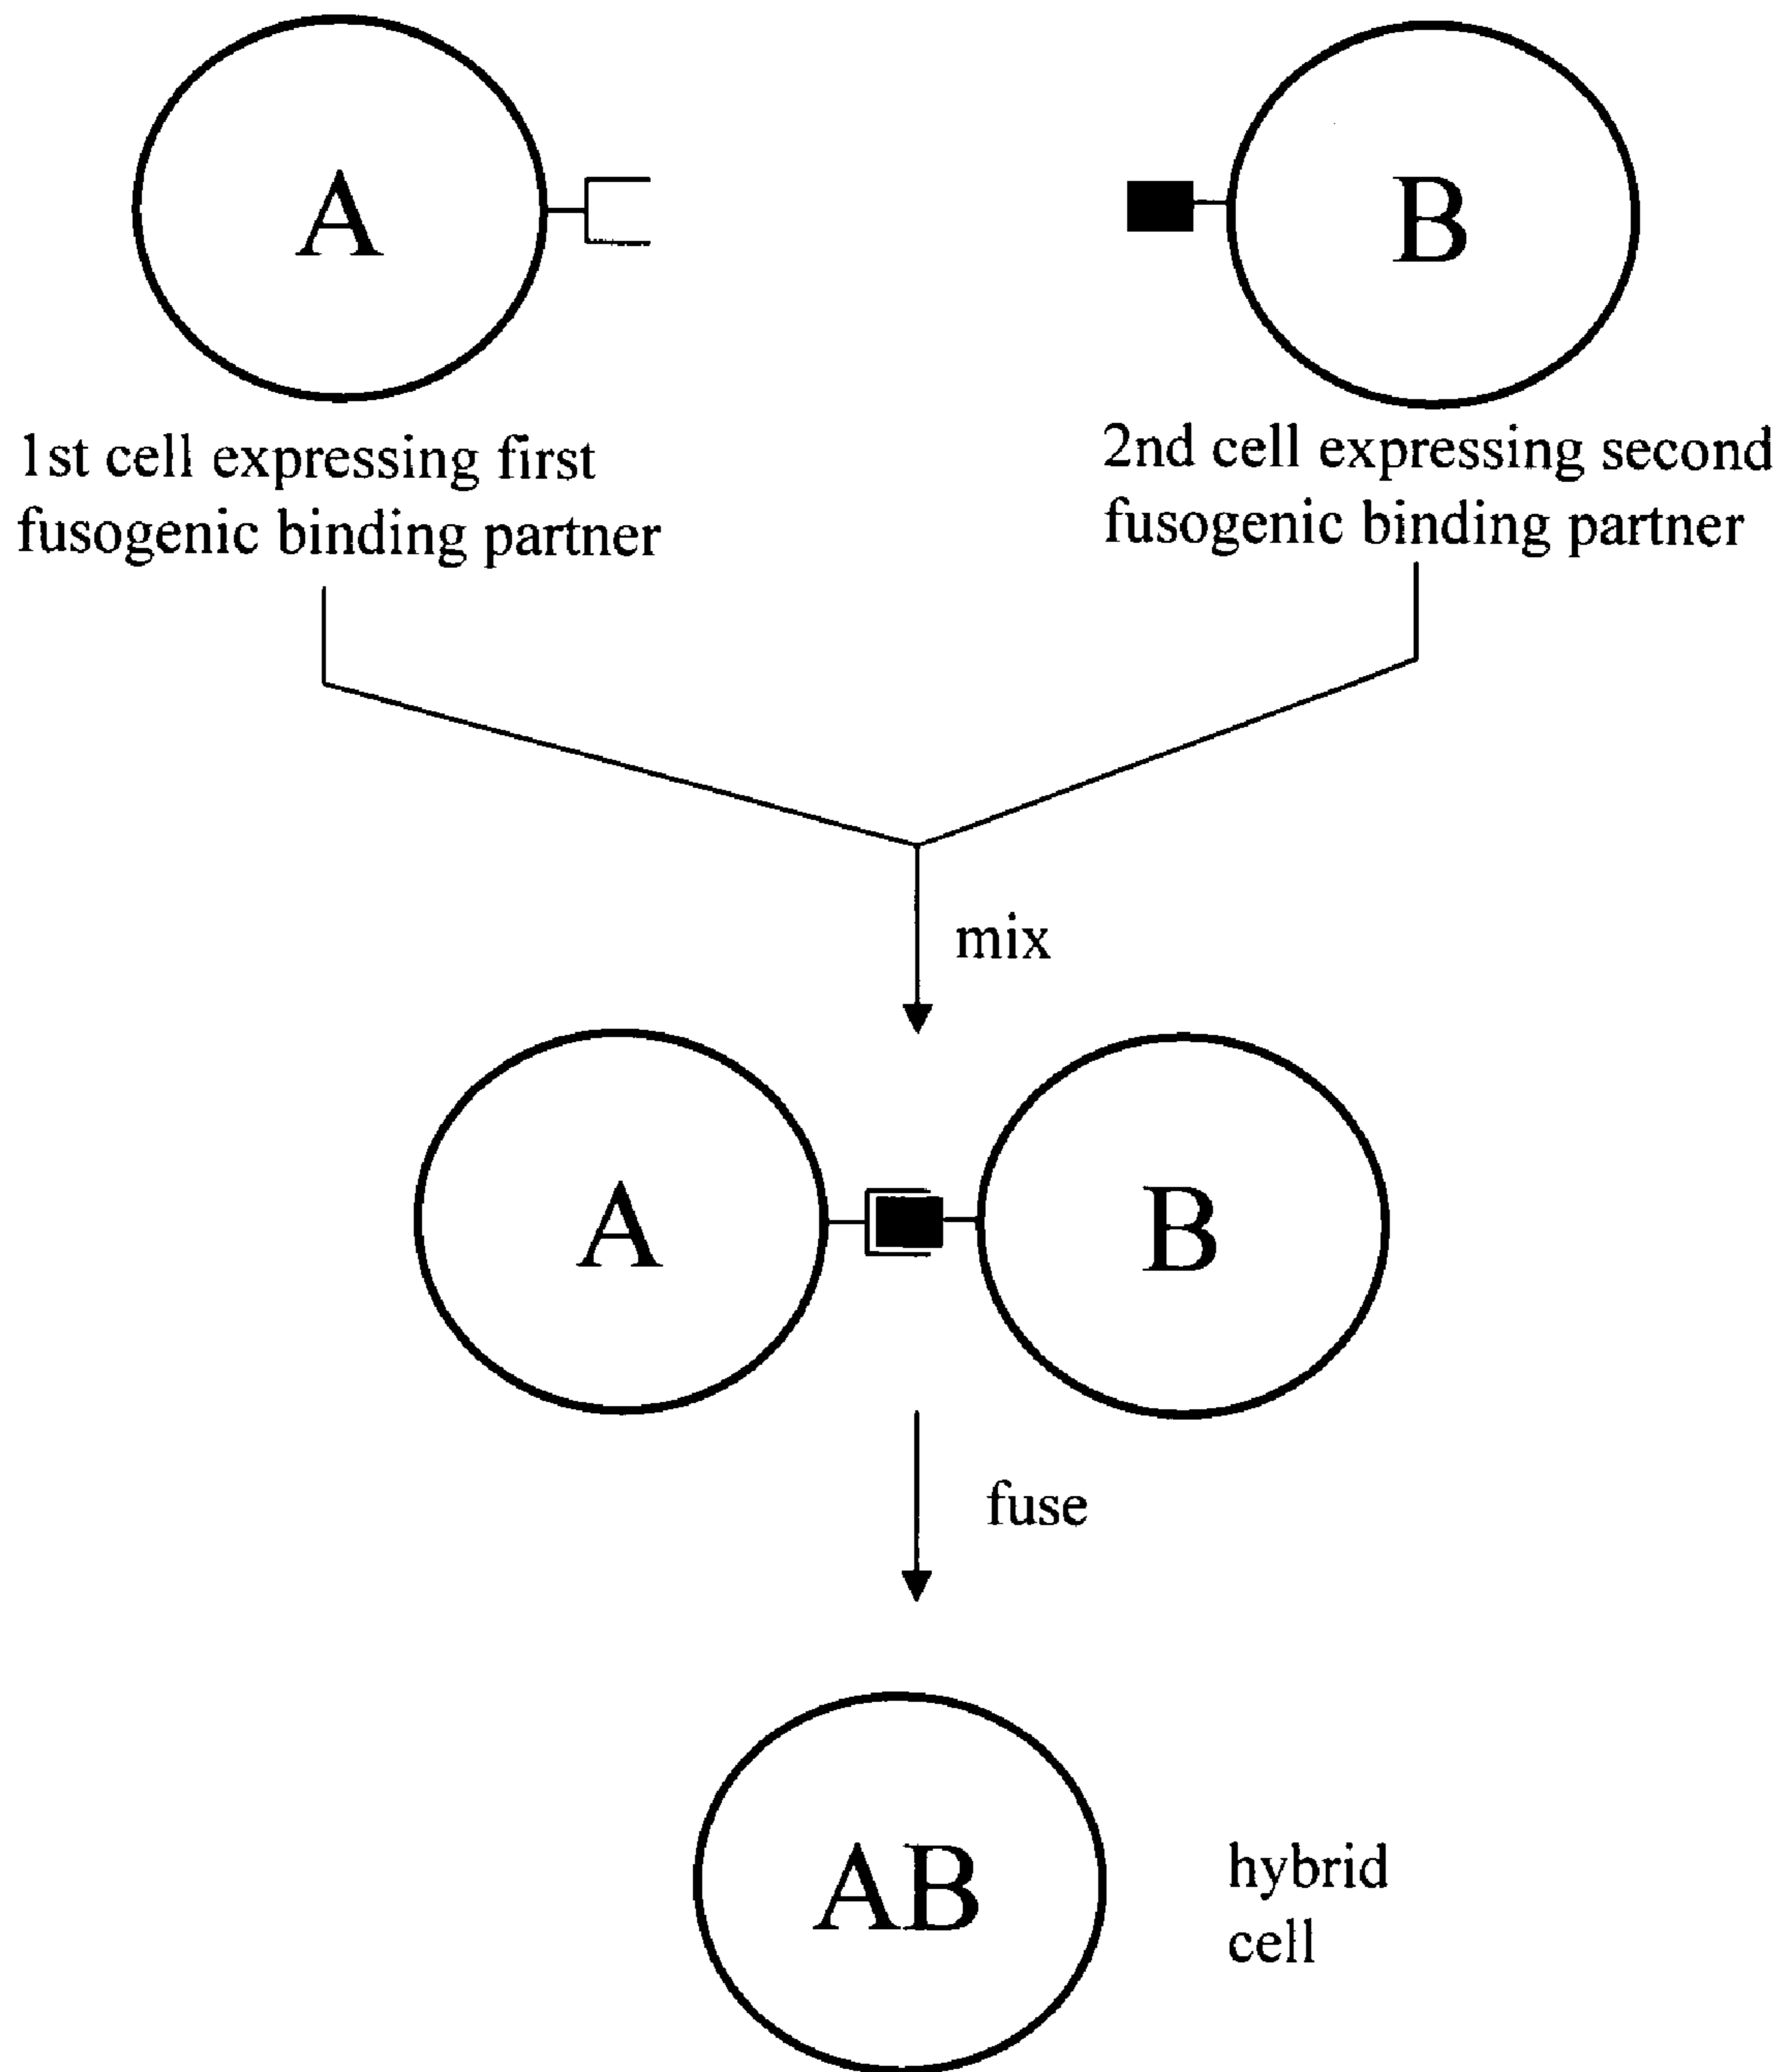 A
B
1st cell expressing first
fusogenic binding partner
2nd cell expressing second
fusogenic binding partner
mix
A
B
fuse
AB
hybrid
cell